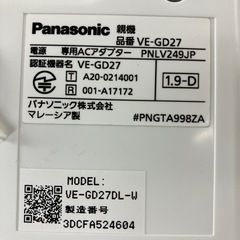 Panasonic 親機
品番 VE-GD27
電源 専用ACアダプター PNLV249JP
認証機器名 VE-GD27
T A20-0214001
R 001-A17172
1.9-D
パナソニック株式会社
マレーシア製 #PNGTA998ZA
MODEL:
VE-GD27DL-W
製造番号
3DCFA524604